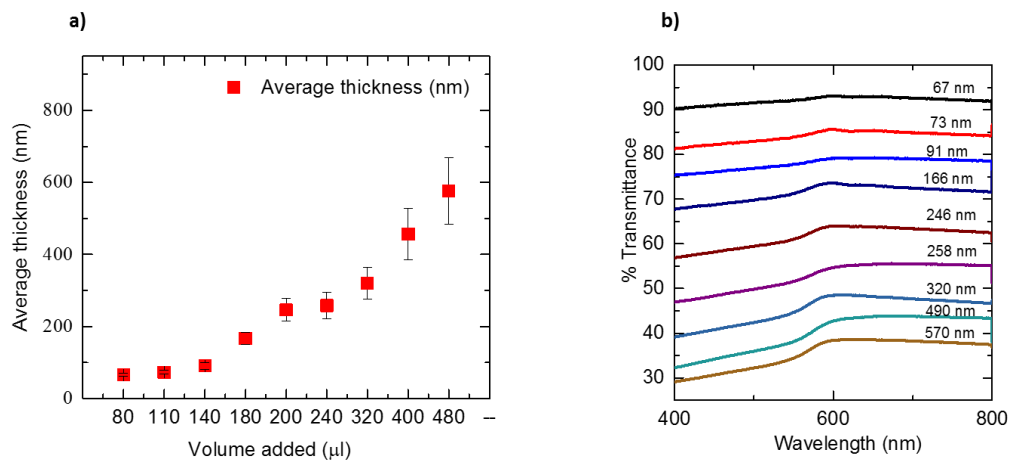 a)
Average thickness (nm)
800
600
400
200
0
Average thickness (nm)
80 110 140 180 200 240 320 400 480 --
Volume added (μl)
b)
100
90
80
70
60
50
40
30
% Transmittance
67 nm
73 nm
91 nm
166 nm
246 nm
258 nm
320 nm
490 nm
570 nm
400 600 800
Wavelength (nm)